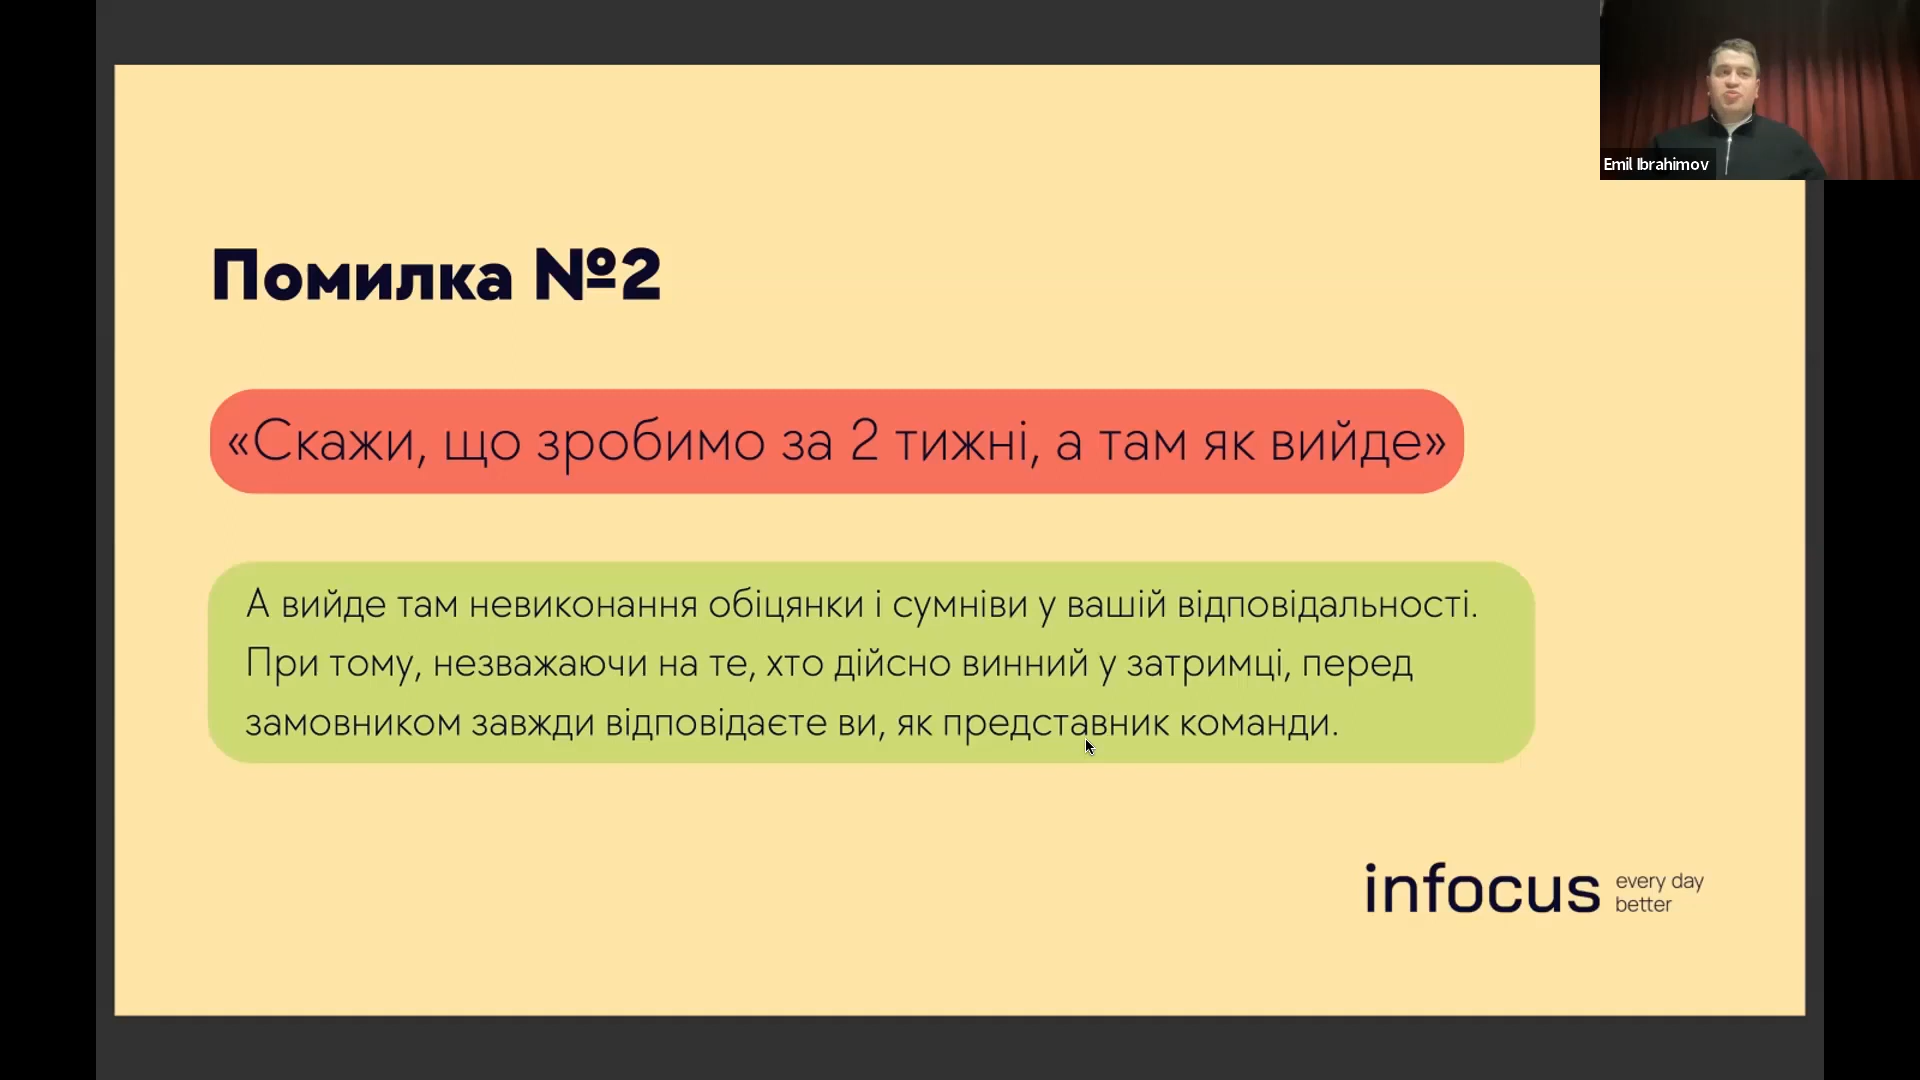 Emil Ibrahimov
Помилка №2
«Скажи, що зробимо за 2 тижні, а там як вийде»
А вийде там невиконання обіцянки і сумніви у вашій відповідальності.
При тому, незважаючи на те, хто дійсно винний у затримці, перед
замовником завжди відповідаєте ви, як представник команди.
infocus every day
better